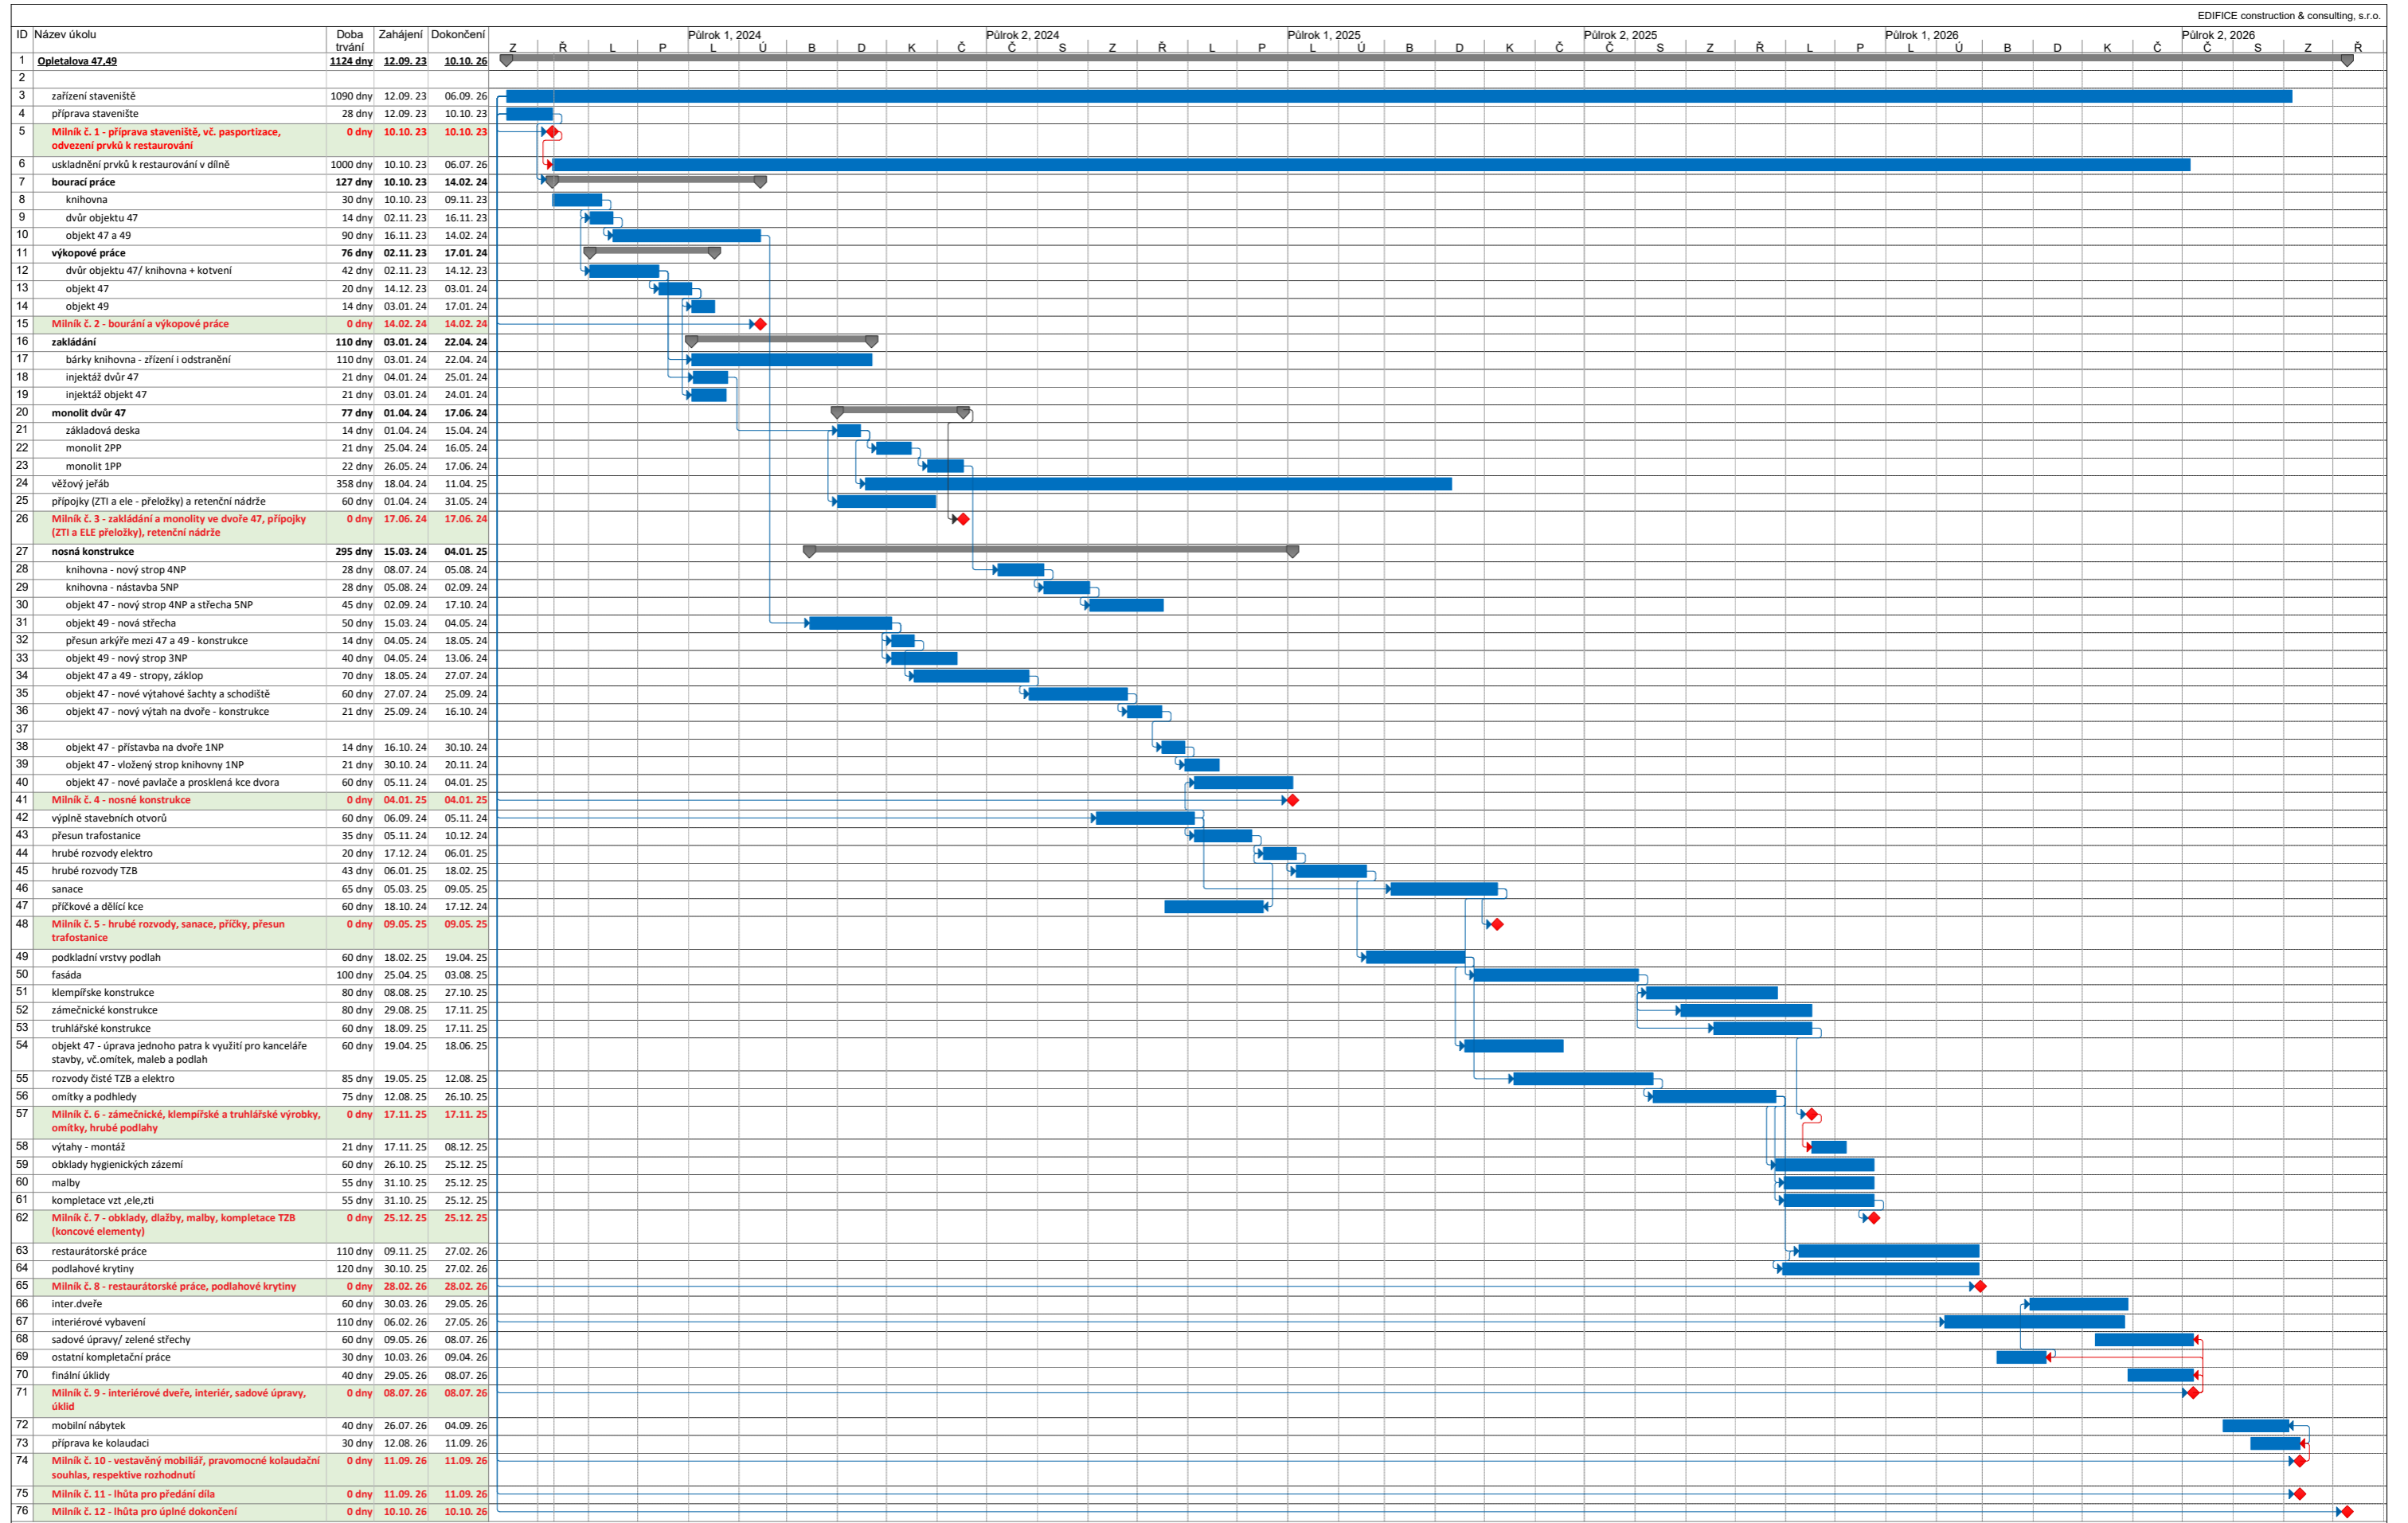 EDIFICE construction & consulting, s.r.o.
ID Název úkolu Doba trvání Zahájení Dokončení Půlrok 1, 2024 Půlrok 2, 2024 Půlrok 1, 2025 Půlrok 2, 2025 Půlrok 1, 2026 Půlrok 2, 2026
Z Ř L P L Ú B D K Č Č S Z Ř L P L Ú B D K Č Č S Z Ř L P L Ú B D K Č Č S Z Ř
1 Opletalova 47,49 1124 dny 12.09. 23 10.10. 26
2
3 zařízení staveniště 1090 dny 12.09. 23 06.09. 26
4 příprava stavenište 28 dny 12.09. 23 10.10. 23
5 Milník č. 1 - příprava staveniště, vč. pasportizace, 0 dny 10.10. 23 10.10. 23
odvezení prvků k restaurování
6 uskladnění prvků k restaurování v dílně 1000 dny 10.10. 23 06.07. 26
7 bourací práce 127 dny 10.10. 23 14.02. 24
8 knihovna 30 dny 10.10. 23 09.11. 23
9 dvůr objektu 47 14 dny 02.11. 23 16.11. 23
10 objekt 47 a 49 90 dny 16.11. 23 14.02. 24
11 výkopové práce 76 dny 02.11. 23 17.01. 24
12 dvůr objektu 47/ knihovna + kotvení 42 dny 02.11. 23 14.12. 23
13 objekt 47 20 dny 14.12. 23 03.01. 24
14 objekt 49 14 dny 03.01. 24 17.01. 24
15 Milník č. 2 - bourání a výkopové práce 0 dny 14.02. 24 14.02. 24
16 zakládání 110 dny 03.01. 24 22.04. 24
17 bárky knihovna - zřízení i odstranění 110 dny 03.01. 24 22.04. 24
18 injektáž dvůr 47 21 dny 04.01. 24 25.01. 24
19 injektáž objekt 47 21 dny 03.01. 24 24.01. 24
20 monolit dvůr 47 77 dny 01.04. 24 17.06. 24
21 základová deska 14 dny 01.04. 24 15.04. 24
22 monolit 2PP 21 dny 25.04. 24 16.05. 24
23 monolit 1PP 22 dny 26.05. 24 17.06. 24
24 věžový jeřáb 358 dny 18.04. 24 11.04. 25
25 přípojky (ZTI a ele - přeložky) a retenční nádrže 60 dny 01.04. 24 31.05. 24
26 Milník č. 3 - zakládání a monolity ve dvoře 47, přípojky 0 dny 17.06. 24 17.06. 24
(ZTI a ELE přeložky), retenční nádrže
27 nosná konstrukce 295 dny 15.03. 24 04.01. 25
28 knihovna - nový strop 4NP 28 dny 08.07. 24 05.08. 24
29 knihovna - nástavba 5NP 28 dny 05.08. 24 02.09. 24
30 objekt 47 - nový strop 4NP a střecha 5NP 45 dny 02.09. 24 17.10. 24
31 objekt 49 - nová střecha 50 dny 15.03. 24 04.05. 24
32 přesun arkýře mezi 47 a 49 - konstrukce 14 dny 04.05. 24 18.05. 24
33 objekt 49 - nový strop 3NP 40 dny 04.05. 24 13.06. 24
34 objekt 47 a 49 - stropy, záklop 70 dny 18.05. 24 27.07. 24
35 objekt 47 - nové výtahové šachty a schodiště 60 dny 27.07. 24 25.09. 24
36 objekt 47 - nový výtah na dvoře - konstrukce 21 dny 25.09. 24 16.10. 24
37
38 objekt 47 - přístavba na dvoře 1NP 14 dny 16.10. 24 30.10. 24
39 objekt 47 - vložený strop knihovny 1NP 21 dny 30.10. 24 20.11. 24
40 objekt 47 - nové pavlače a prosklená kce dvora 60 dny 05.11. 24 04.01. 25
41 Milník č. 4 - nosné konstrukce 0 dny 04.01. 25 04.01. 25
42 výplně stavebních otvorů 60 dny 06.09. 24 05.11. 24
43 přesun trafostanice 35 dny 05.11. 24 10.12. 24
44 hrubé rozvody elektro 20 dny 17.12. 24 06.01. 25
45 hrubé rozvody TZB 43 dny 06.01. 25 18.02. 25
46 sanace 65 dny 05.03. 25 09.05. 25
47 příčkové a dělící kce 60 dny 18.10. 24 17.12. 24
48 Milník č. 5 - hrubé rozvody, sanace, příčky, přesun 0 dny 09.05. 25 09.05. 25
trafostanice
49 podkladní vrstvy podlah 60 dny 18.02. 25 19.04. 25
50 fasáda 100 dny 25.04. 25 03.08. 25
51 klempířske konstrukce 80 dny 08.08. 25 27.10. 25
52 zámečnické konstrukce 80 dny 29.08. 25 17.11. 25
53 truhlářské konstrukce 60 dny 18.09. 25 17.11. 25
54 objekt 47 - úprava jednoho patra k využití pro kanceláře 60 dny 19.04. 25 18.06. 25
stavby, vč.omítek, maleb a podlah
55 rozvody čisté TZB a elektro 85 dny 19.05. 25 12.08. 25
56 omítky a podhledy 75 dny 12.08. 25 26.10. 25
57 Milník č. 6 - zámečnické, klempířské a truhlářské výrobky, 0 dny 17.11. 25 17.11. 25
omítky, hrubé podlahy
58 výtahy - montáž 21 dny 17.11. 25 08.12. 25
59 obklady hygienických zázemí 60 dny 26.10. 25 25.12. 25
60 malby 55 dny 31.10. 25 25.12. 25
61 kompletace vzt ,ele,zti 55 dny 31.10. 25 25.12. 25
62 Milník č. 7 - obklady, dlažby, malby, kompletace TZB 0 dny 25.12. 25 25.12. 25
(koncové elementy)
63 restaurátorské práce 110 dny 09.11. 25 27.02. 26
64 podlahové krytiny 120 dny 30.10. 25 27.02. 26
65 Milník č. 8 - restaurátorské práce, podlahové krytiny 0 dny 28.02. 26 28.02. 26
66 inter.dveře 60 dny 30.03. 26 29.05. 26
67 interiérové vybavení 110 dny 06.02. 26 27.05. 26
68 sadové úpravy/ zelené střechy 60 dny 09.05. 26 08.07. 26
69 ostatní kompletační práce 30 dny 10.03. 26 09.04. 26
70 finální úklidy 40 dny 29.05. 26 08.07. 26
71 Milník č. 9 - interiérové dveře, interiér, sadové úpravy, 0 dny 08.07. 26 08.07. 26
úklid
72 mobilní nábytek 40 dny 26.07. 26 04.09. 26
73 příprava ke kolaudaci 30 dny 12.08. 26 11.09. 26
74 Milník č. 10 - vestavěný mobiliář, pravomocné kolaudační 0 dny 11.09. 26 11.09. 26
souhlas, respektive rozhodnutí
75 Milník č. 11 - lhůta pro předání díla 0 dny 11.09. 26 11.09. 26
76 Milník č. 12 - lhůta pro úplné dokončení 0 dny 10.10. 26 10.10. 26